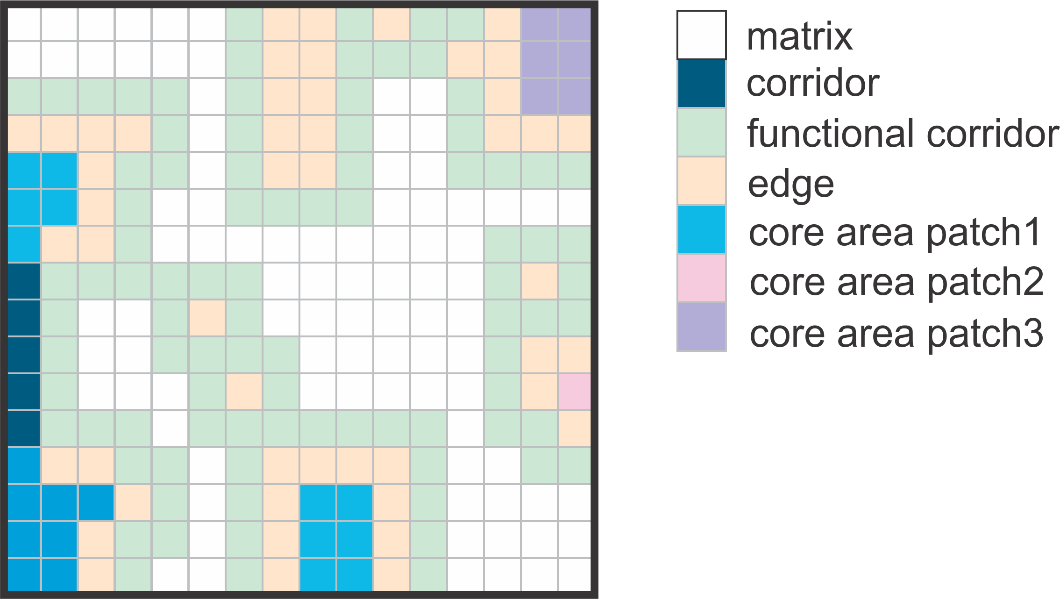 matrix
corridor
functional corridor
edge
core area patch1
core area patch2
core area patch3